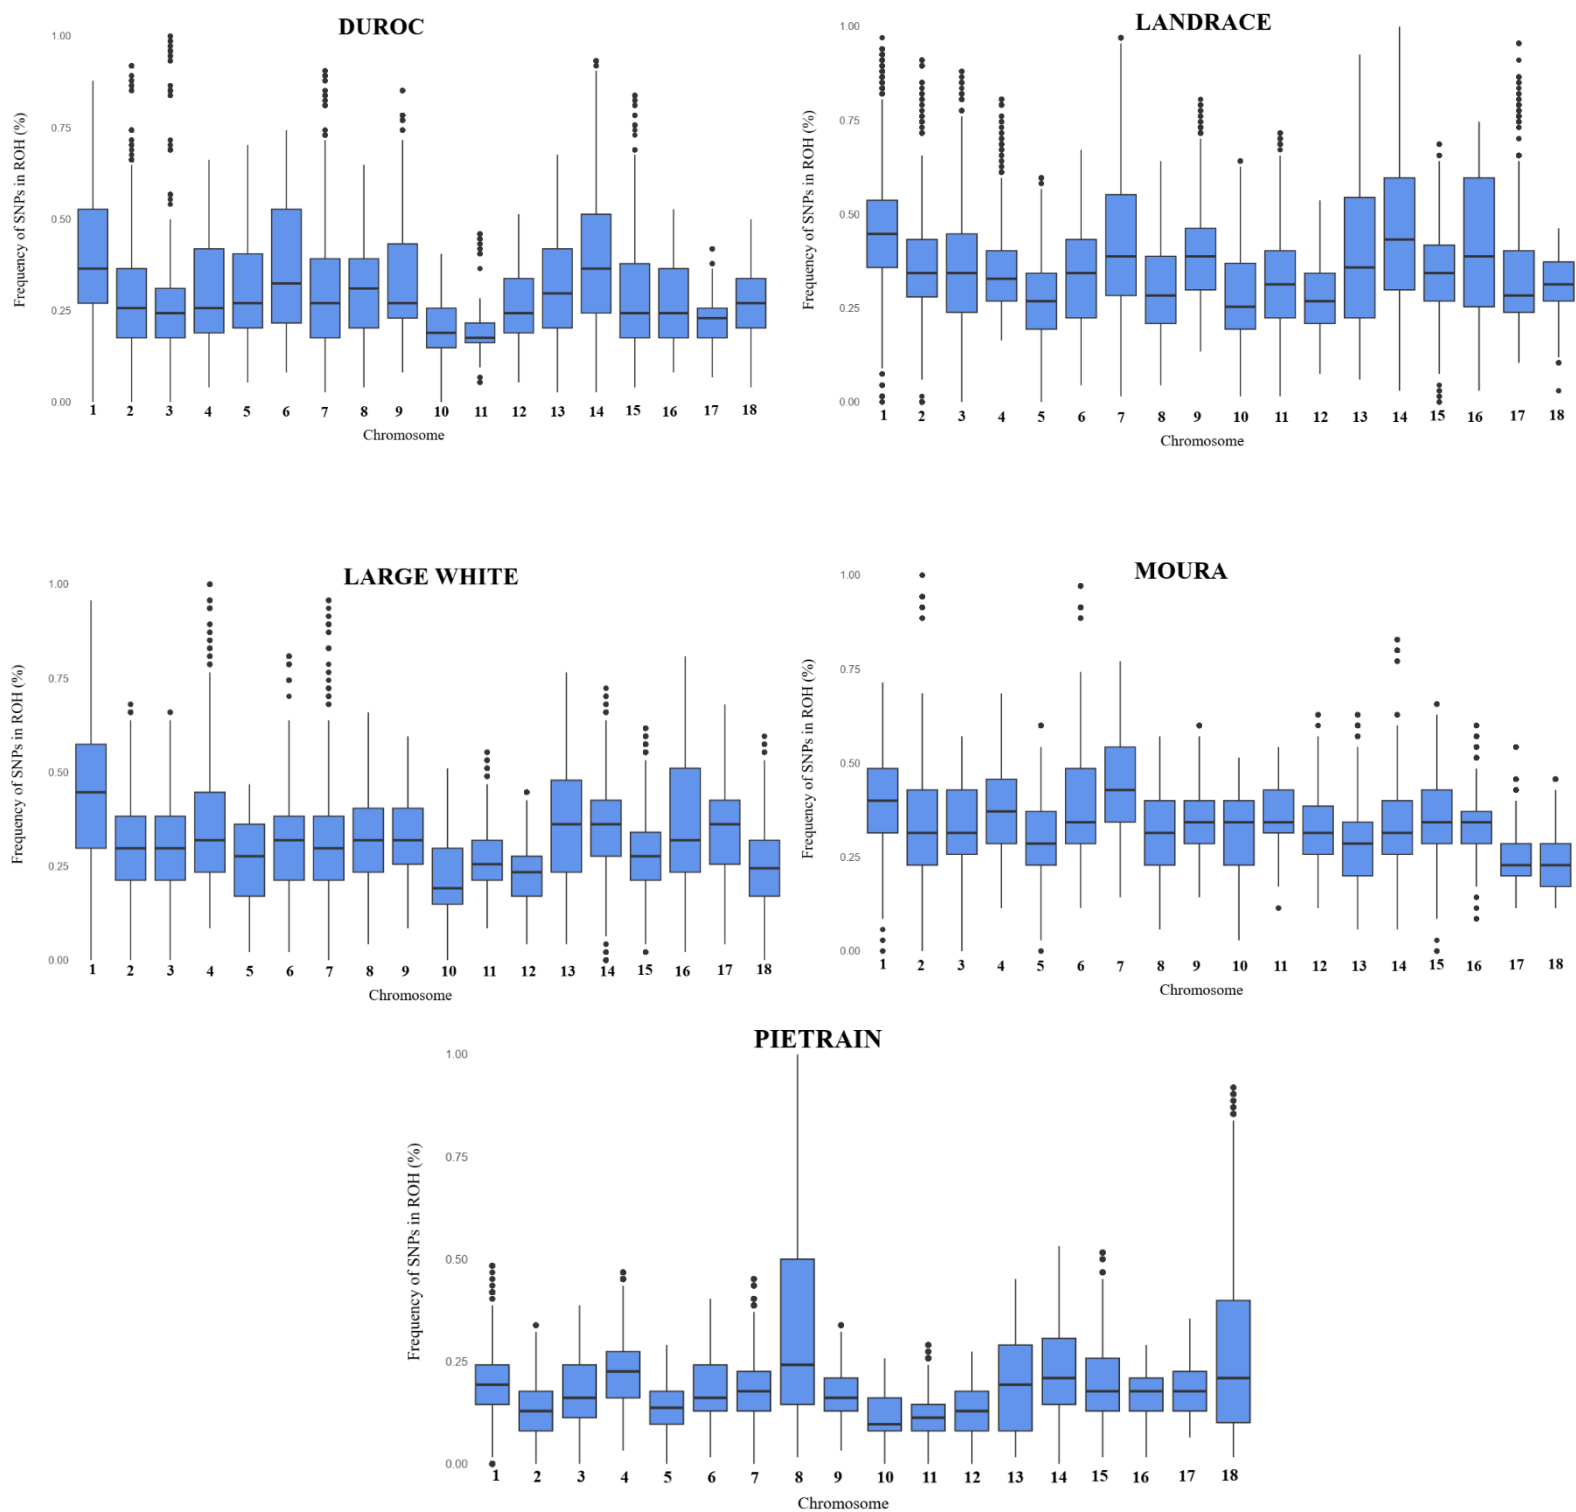 DUROC
Frequency of SNPs in ROH (%)
1.00
0.75
0.50
0.25
0.00
1 2 3 4 5 6 7 8 9 10 11 12 13 14 15 16 17 18
Chromosome
LANDRACE
Frequency of SNPs in ROH (%)
1.00
0.75
0.50
0.25
0.00
1 2 3 4 5 6 7 8 9 10 11 12 13 14 15 16 17 18
Chromosome
LARGE WHITE
Frequency of SNPs in ROH (%)
1.00
0.75
0.50
0.25
0.00
1 2 3 4 5 6 7 8 9 10 11 12 13 14 15 16 17 18
Chromosome
MOURA
Frequency of SNPs in ROH (%)
1.00
0.75
0.50
0.25
0.00
1 2 3 4 5 6 7 8 9 10 11 12 13 14 15 16 17 18
Chromosome
PIETRAIN
Frequency of SNPs in ROH (%)
1.00
0.75
0.50
0.25
0.00
1 2 3 4 5 6 7 8 9 10 11 12 13 14 15 16 17 18
Chromosome